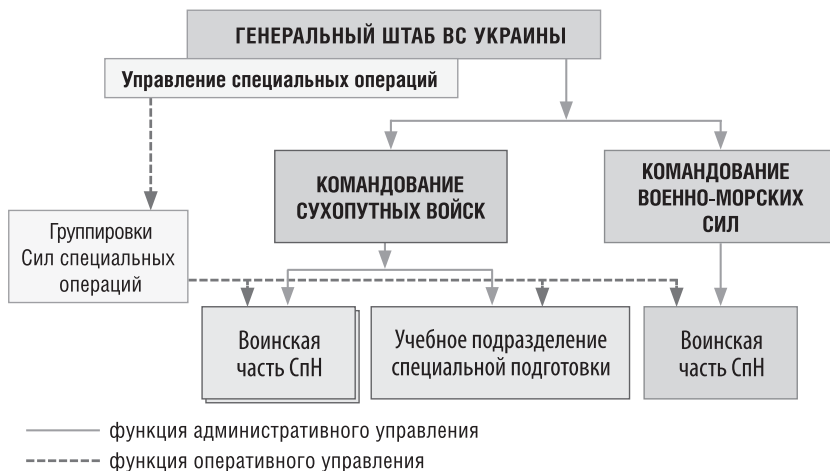 ГЕНЕРАЛЬНЫЙ ШТАБ ВС УКРАИНЫ
Управление специальных операций
КОМАНДОВАНИЕ
СУХОПУТНЫХ ВОЙСК
КОМАНДОВАНИЕ
ВОЕННО-МОРСКИХ
СИЛ
Группировки
Сил специальных
операций
Воинская
часть СпН
Учебное подразделение
специальной подготовки
Воинская
часть СпН
функция административного управления
функция оперативного управления